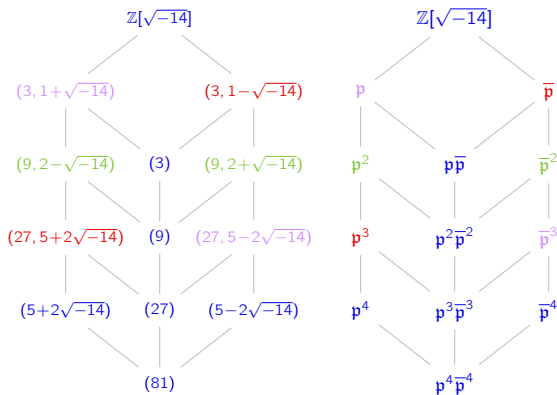 ℤ[√−14] ℤ[√−14]
(3, 1+√−14) (3, 1−√−14) 𝔭 𝔭̅
(9, 2−√−14) (3) (9, 2+√−14) 𝔭² 𝔭𝔭̅ 𝔭̅²
(27, 5+2√−14) (9) (27, 5−2√−14) 𝔭³ 𝔭²𝔭̅² 𝔭̅³
(5+2√−14) (27) (5−2√−14) 𝔭⁴ 𝔭³𝔭̅³ 𝔭̅⁴
(81) 𝔭⁴𝔭̅⁴